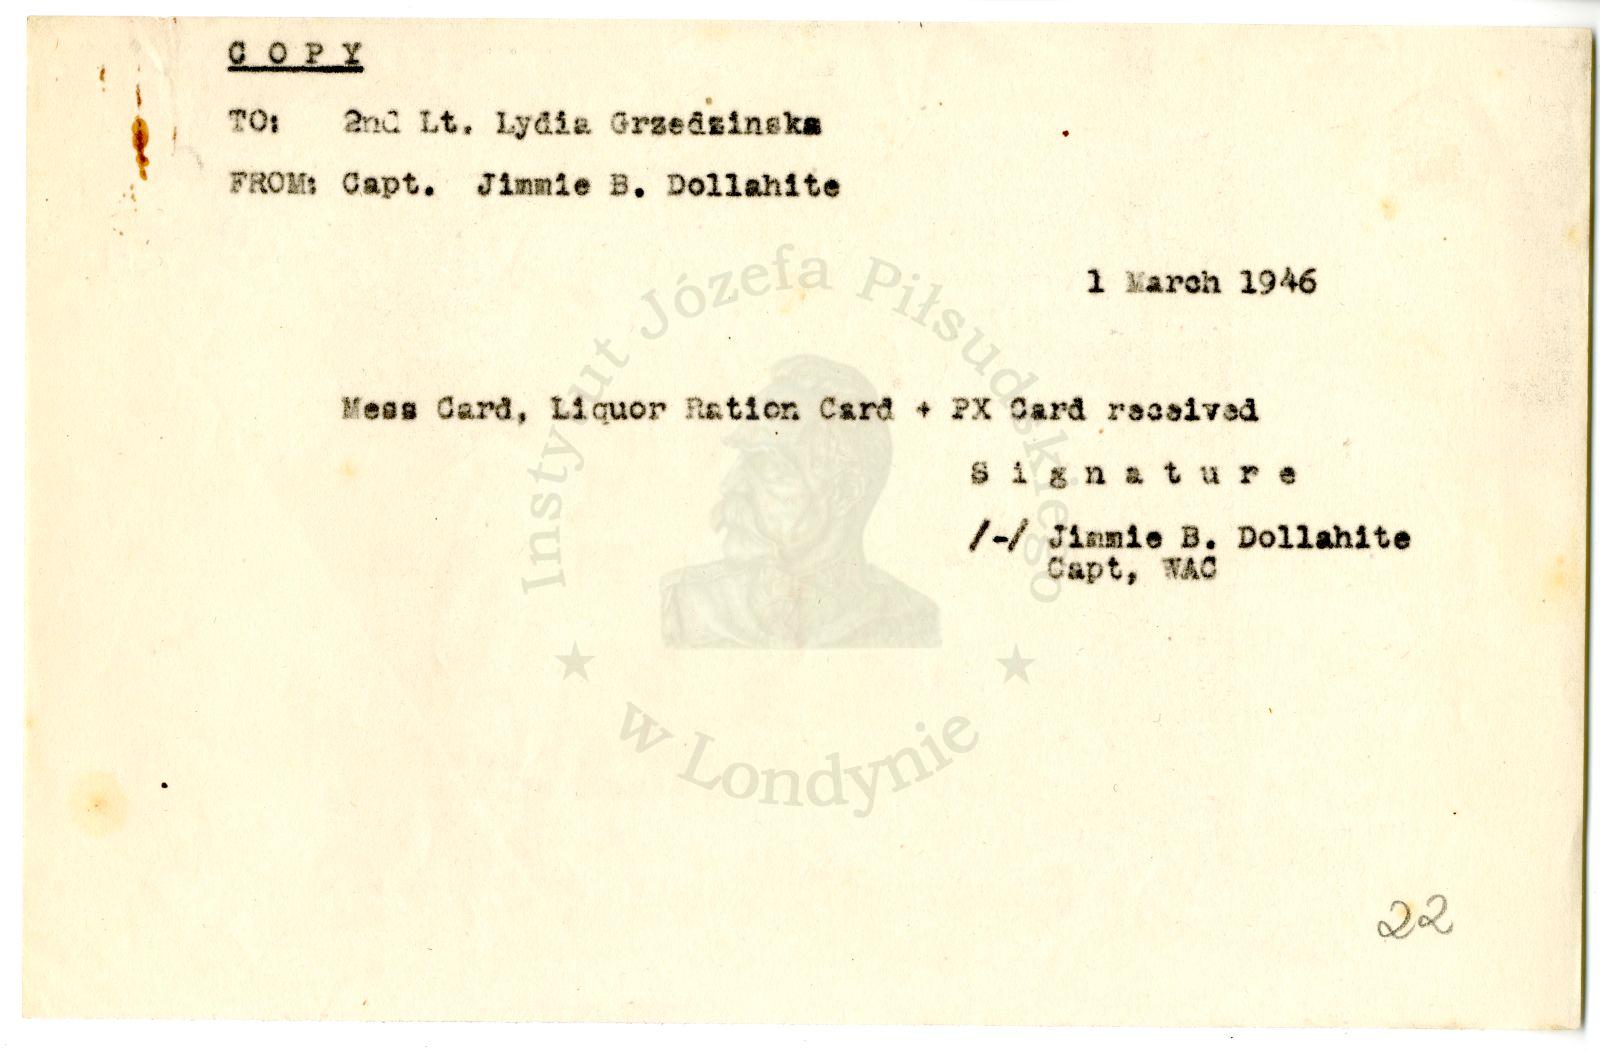 C O P Y
TO: 2nd Lt. Lydia Grzedzinska
FROM: Capt. Jimmie B. Dollahite
1 March 1946
Mess Card, Liquor Ration Card + PX Card received
S i g n a t u r e
/-/ Jimmie B. Dollahite
Capt, WAC
Instytut Józefa Piłsudskiego
w Londynie
22